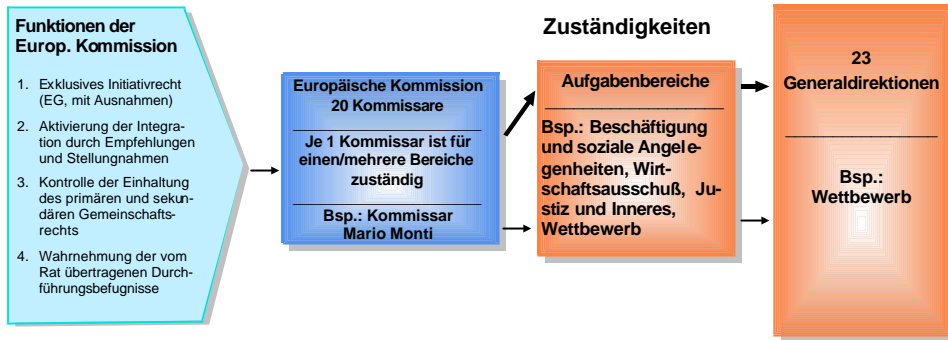 Funktionen der
Europ. Kommission
1. Exklusives Initiativrecht
(EG, mit Ausnahmen)
2. Aktivierung der Integra-
tion durch Empfehlungen
und Stellungnahmen
3. Kontrolle der Einhaltung
des primären und sekun-
dären Gemeinschafts-
rechts
4. Wahrnehmung der vom
Rat übertragenen Durch-
führungsbefugnisse
Europäische Kommission
20 Kommissare
Je 1 Kommissar ist für
einen/mehrere Bereiche
zuständig
Bsp.: Kommissar
Mario Monti
Zuständigkeiten
Aufgabenbereiche
Bsp.: Beschäftigung
und soziale Angele-
genheiten, Wirt-
schaftsausschuß, Ju-
stiz und Inneres,
Wettbewerb
23
Generaldirektionen
Bsp.:
Wettbewerb